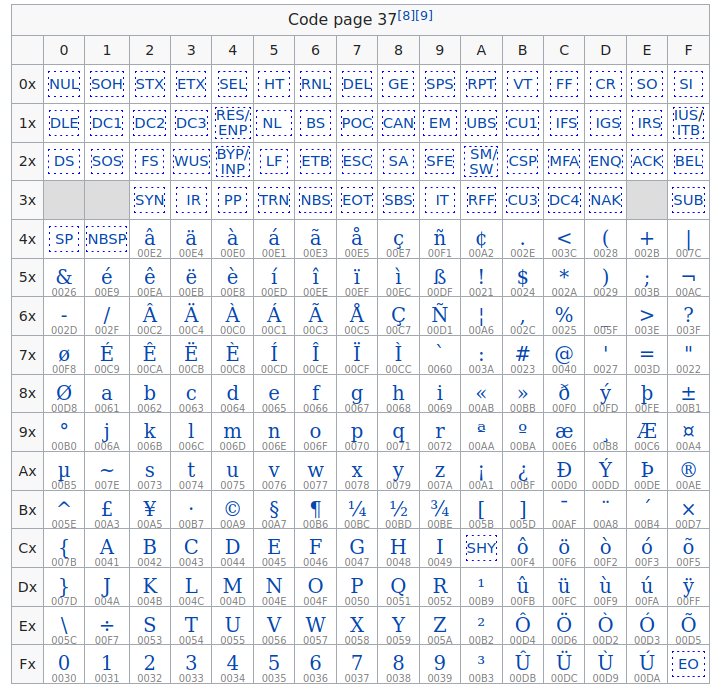 Code page 37[8][9]
0 1 2 3 4 5 6 7 8 9 A B C D E F
0x NUL SOH STX ETX SEL HT RNL DEL GE SPS RPT VT FF CR SO SI
1x DLE DC1 DC2 DC3 RES/ENP NL BS POC CAN EM UBS CU1 IFS IGS IRS IUS/ITB
2x DS SOS FS WUS BYP/INP LF ETB ESC SA SFE SM/SW CSP MFA ENQ ACK BEL
3x SYN IR PP TRN NBS EOT SBS IT RFF CU3 DC4 NAK SUB
4x SP NBSP â ä à á ã å ç ñ ¢ . < ( + |
00E2 00E4 00E0 00E1 00E3 00E5 00E7 00F1 00A2 002E 003C 0028 002B 007C
5x & é ê ë è í î ï ì ß ! $ * ) ; ¬
0026 00E9 00EA 00EB 00E8 00ED 00EE 00EF 00EC 00DF 0021 0024 002A 0029 003B 00AC
6x - / Â Ä À Á Ã Å Ç Ñ ¦ , % _ > ?
002D 002F 00C2 00C4 00C0 00C1 00C3 00C5 00C7 00D1 00A6 002C 0025 005F 003E 003F
7x ø É Ê Ë È Í Î Ï Ì ` : # @ ' = "
00F8 00C9 00CA 00CB 00C8 00CD 00CE 00CF 00CC 0060 003A 0023 0040 0027 003D 0022
8x Ø a b c d e f g h i « » ð ý þ ±
00D8 0061 0062 0063 0064 0065 0066 0067 0068 0069 00AB 00BB 00F0 00FD 00FE 00B1
9x ° j k l m n o p q r ª º æ ¸ Æ ¤
00B0 006A 006B 006C 006D 006E 006F 0070 0071 0072 00AA 00BA 00E6 00B8 00C6 00A4
Ax µ ~ s t u v w x y z ¡ ¿ Ð Ý Þ ®
00B5 007E 0073 0074 0075 0076 0077 0078 0079 007A 00A1 00BF 00D0 00DD 00DE 00AE
Bx ^ £ ¥ · © § ¶ ¼ ½ ¾ [ ] ¯ ¨ ´ ×
005E 00A3 00A5 00B7 00A9 00A7 00B6 00BC 00BD 00BE 005B 005D 00AF 00A8 00B4 00D7
Cx { A B C D E F G H I SHY ô ö ò ó õ
007B 0041 0042 0043 0044 0045 0046 0047 0048 0049 00F4 00F6 00F2 00F3 00F5
Dx } J K L M N O P Q R ¹ û ü ù ú ÿ
007D 004A 004B 004C 004D 004E 004F 0050 0051 0052 00B9 00FB 00FC 00F9 00FA 00FF
Ex \ ÷ S T U V W X Y Z ² Ô Ö Ò Ó Õ
005C 00F7 0053 0054 0055 0056 0057 0058 0059 005A 00B2 00D4 00D6 00D2 00D3 00D5
Fx 0 1 2 3 4 5 6 7 8 9 ³ Û Ü Ù Ú EO
0030 0031 0032 0033 0034 0035 0036 0037 0038 0039 00B3 00DB 00DC 00D9 00DA